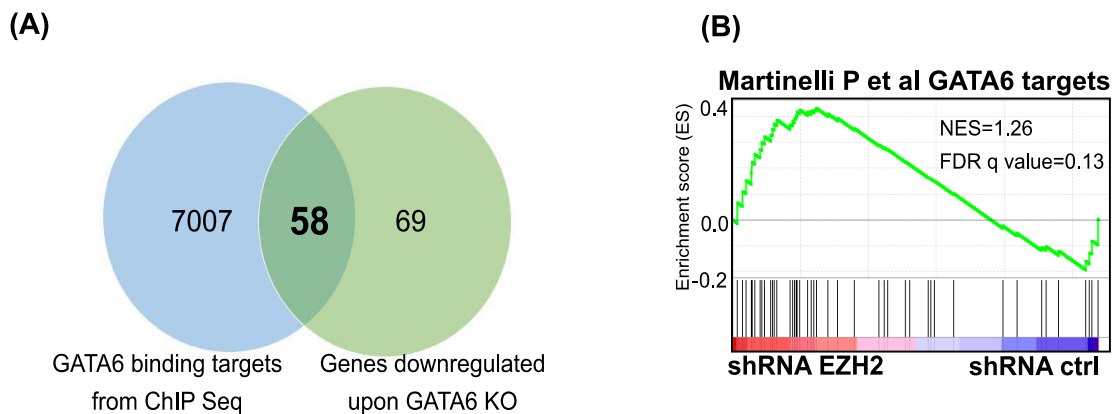 (A)
7007
58
69
GATA6 binding targets
from ChIP Seq
Genes downregulated
upon GATA6 KO
(B)
Martinelli P et al GATA6 targets
Enrichment score (ES)
0.4
0.0
-0.2
NES=1.26
FDR q value=0.13
shRNA EZH2
shRNA ctrl